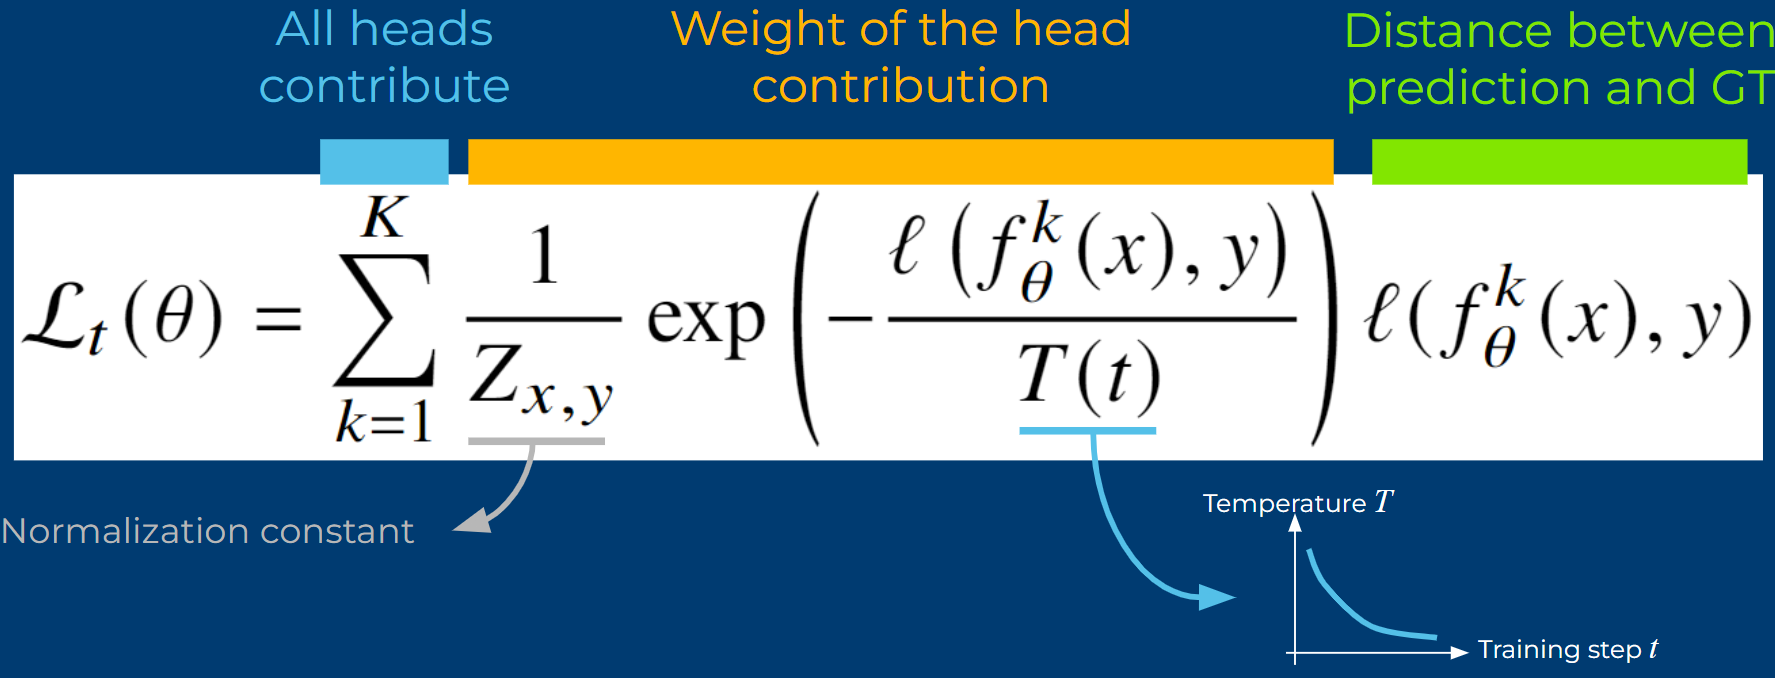 All heads
contribute
Weight of the head
contribution
Distance between
prediction and GT
$\mathcal{L}_t(\theta) = \sum_{k=1}^{K} \frac{1}{Z_{x,y}} \exp\left(-\frac{\ell\left(f_\theta^k(x), y\right)}{T(t)}\right) \ell(f_\theta^k(x), y)$
Normalization constant
Temperature T
Training step t